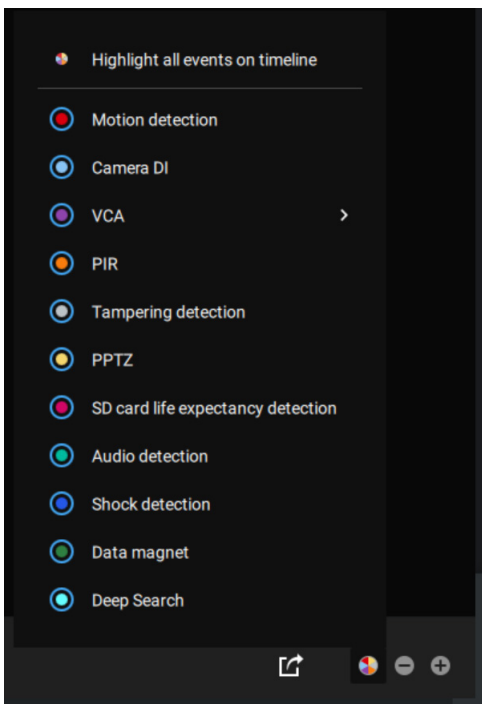 Highlight all events on timeline
Motion detection
Camera DI
VCA
PIR
Tampering detection
PPTZ
SD card life expectancy detection
Audio detection
Shock detection
Data magnet
Deep Search